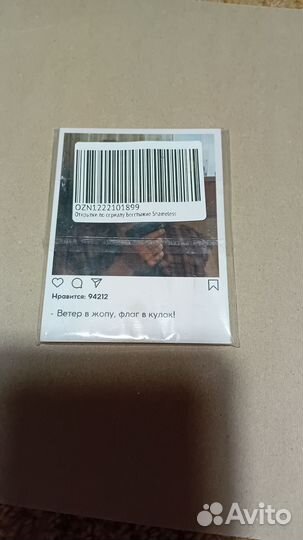 OZN1222101899
Открытки по сериалу Бесстыжие Shameless
Нравится: 94212
- Ветер в жопу, флаг в кулак!
Avito